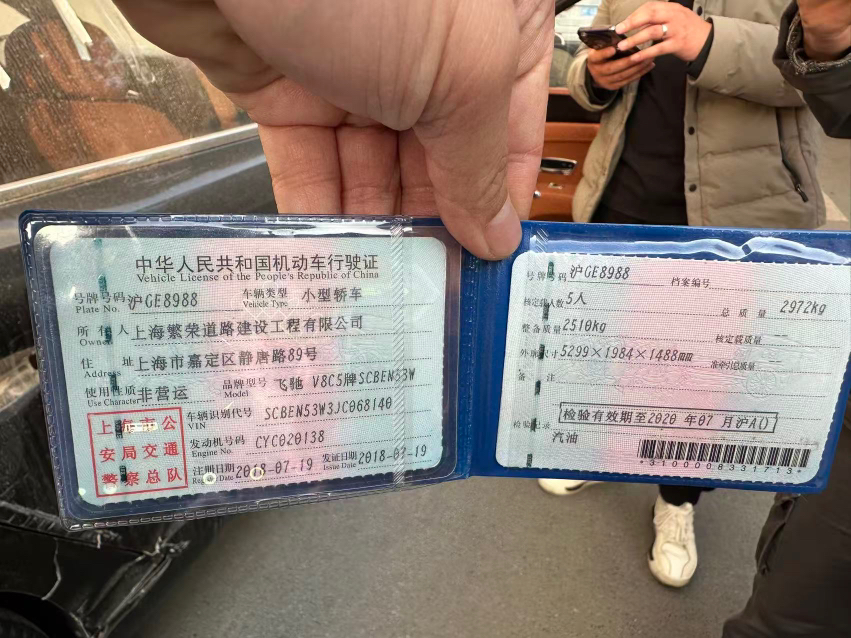 中华人民共和国机动车行驶证
Vehicle License of the People's Republic of China
号牌号码 沪GE8988 车辆类型 小型轿车
Plate No. Vehicle Type
所有人 上海繁荣道路建设工程有限公司
Owner
住址 上海市嘉定区静唐路89号
Address
使用性质 非营运 品牌型号 飞驰 V8C5牌SCBEN53W
Use Character Model
上海市公
安局交通
警察总队
车辆识别代号 SCBEN53W3JC068140
VIN
发动机号码 CYC020138
Engine No.
注册日期 2018-07-19 发证日期 2018-07-19
Register Date Issue Date
号牌号码 沪GE8988 档案编号
核定载人数 5人 总质量 2972kg
整备质量 2510kg 核定载质量
外廓尺寸 5299×1984×1488mm 准牵引总质量
备注
检验记录 检验有效期至2020年07月沪A()
汽油
*3100008331713*